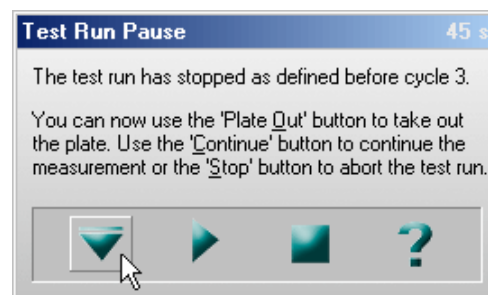 Test Run Pause 45 s
The test run has stopped as defined before cycle 3.
You can now use the 'Plate Out' button to take out
the plate. Use the 'Continue' button to continue the
measurement or the 'Stop' button to abort the test run.
?